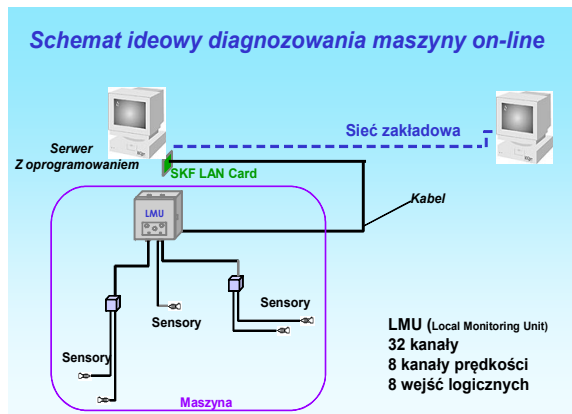 Schemat ideowy diagnozowania maszyny on-line
Sieć zakładowa
Serwer
Z oprogramowaniem
SKF LAN Card
Kabel
LMU
Sensory
Sensory
Sensory
Maszyna
LMU (Local Monitoring Unit)
32 kanały
8 kanały prędkości
8 wejść logicznych